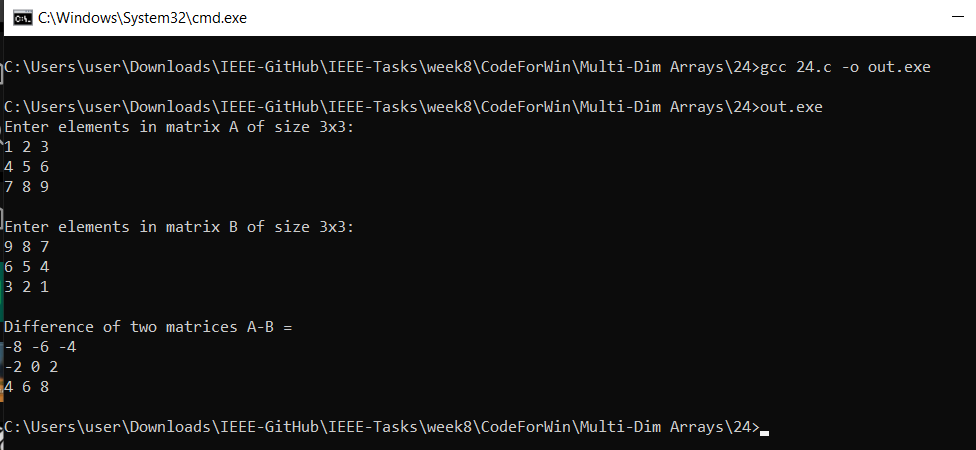 C:\Windows\System32\cmd.exe
C:\Users\user\Downloads\IEEE-GitHub\IEEE-Tasks\week8\CodeForWin\Multi-Dim Arrays\24>gcc 24.c -o out.exe
C:\Users\user\Downloads\IEEE-GitHub\IEEE-Tasks\week8\CodeForWin\Multi-Dim Arrays\24>out.exe
Enter elements in matrix A of size 3x3:
1 2 3
4 5 6
7 8 9
Enter elements in matrix B of size 3x3:
9 8 7
6 5 4
3 2 1
Difference of two matrices A-B =
-8 -6 -4
-2 0 2
4 6 8
C:\Users\user\Downloads\IEEE-GitHub\IEEE-Tasks\week8\CodeForWin\Multi-Dim Arrays\24>